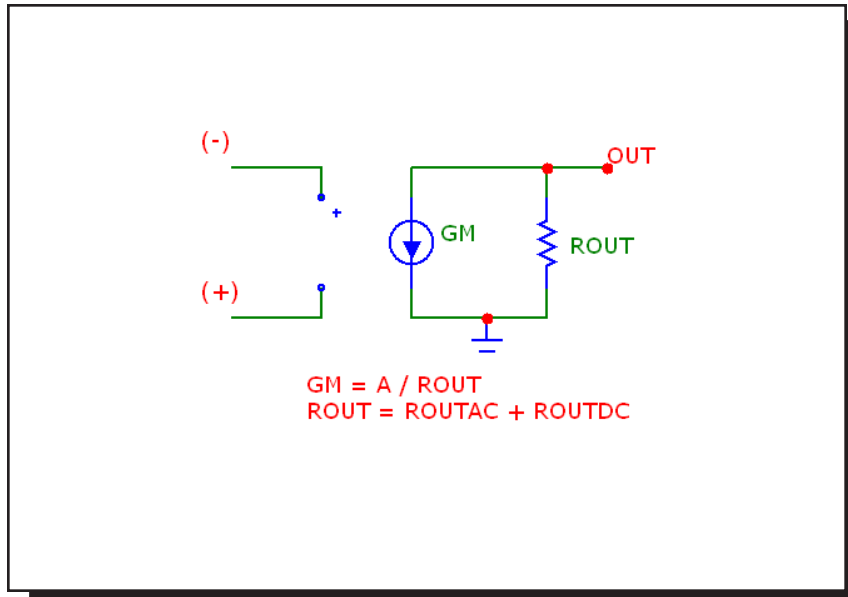 (-)
OUT
+
GM
ROUT
(+)
GM = A / ROUT
ROUT = ROUTAC + ROUTDC